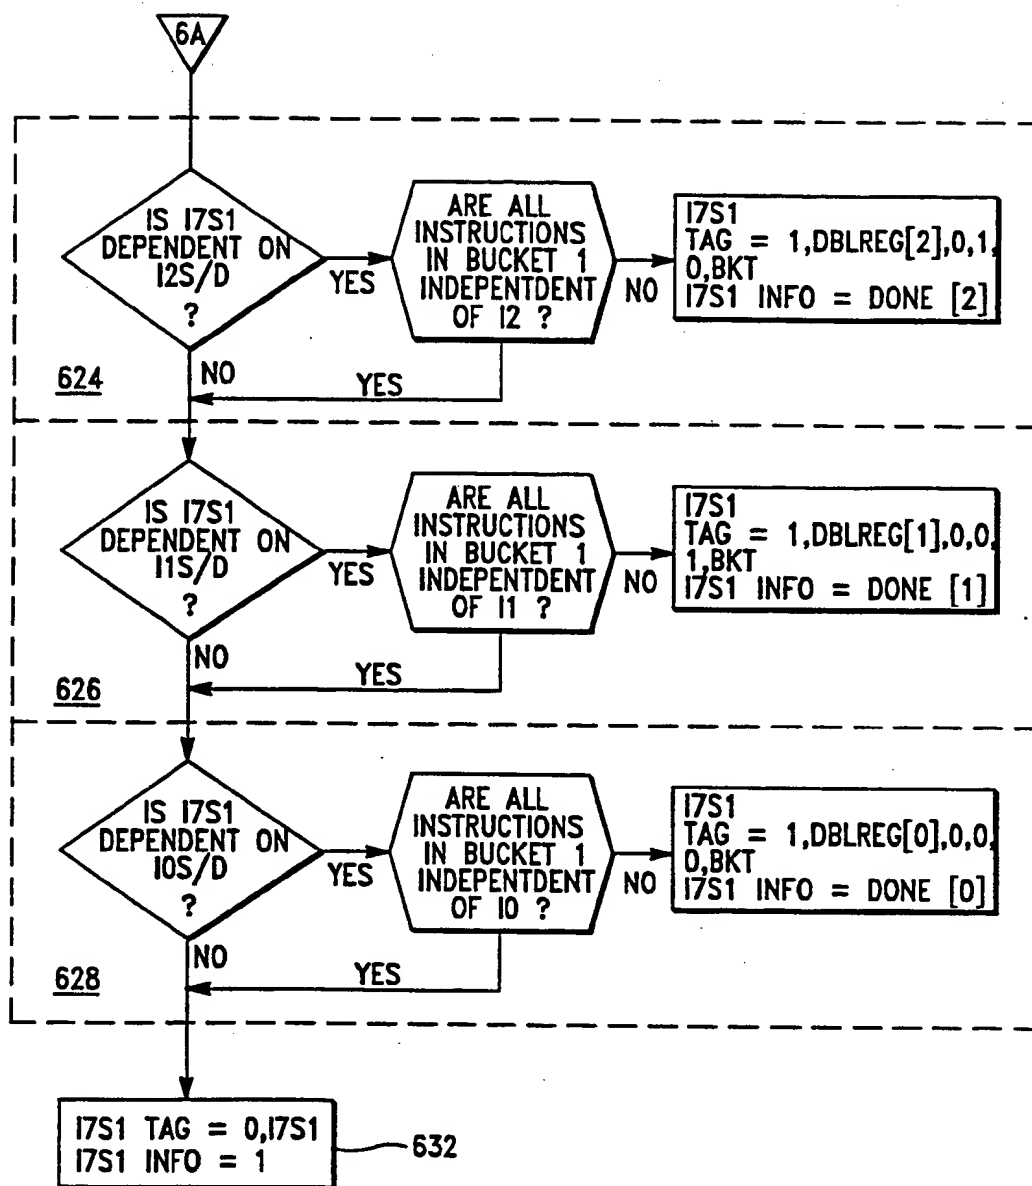 6A
IS I7S1
DEPENDENT ON
I2S/D
?
YES
ARE ALL
INSTRUCTIONS
IN BUCKET 1
INDEPENTDENT
OF I2 ?
NO
I7S1
TAG = 1,DBLREG[2],0,1,
0,BKT
I7S1 INFO = DONE [2]
NO
YES
624
IS I7S1
DEPENDENT ON
I1S/D
?
YES
ARE ALL
INSTRUCTIONS
IN BUCKET 1
INDEPENTDENT
OF I1 ?
NO
I7S1
TAG = 1,DBLREG[1],0,0,
1,BKT
I7S1 INFO = DONE [1]
NO
YES
626
IS I7S1
DEPENDENT ON
I0S/D
?
YES
ARE ALL
INSTRUCTIONS
IN BUCKET 1
INDEPENTDENT
OF I0 ?
NO
I7S1
TAG = 1,DBLREG[0],0,0,
0,BKT
I7S1 INFO = DONE [0]
NO
YES
628
I7S1 TAG = 0,I7S1
I7S1 INFO = 1
632